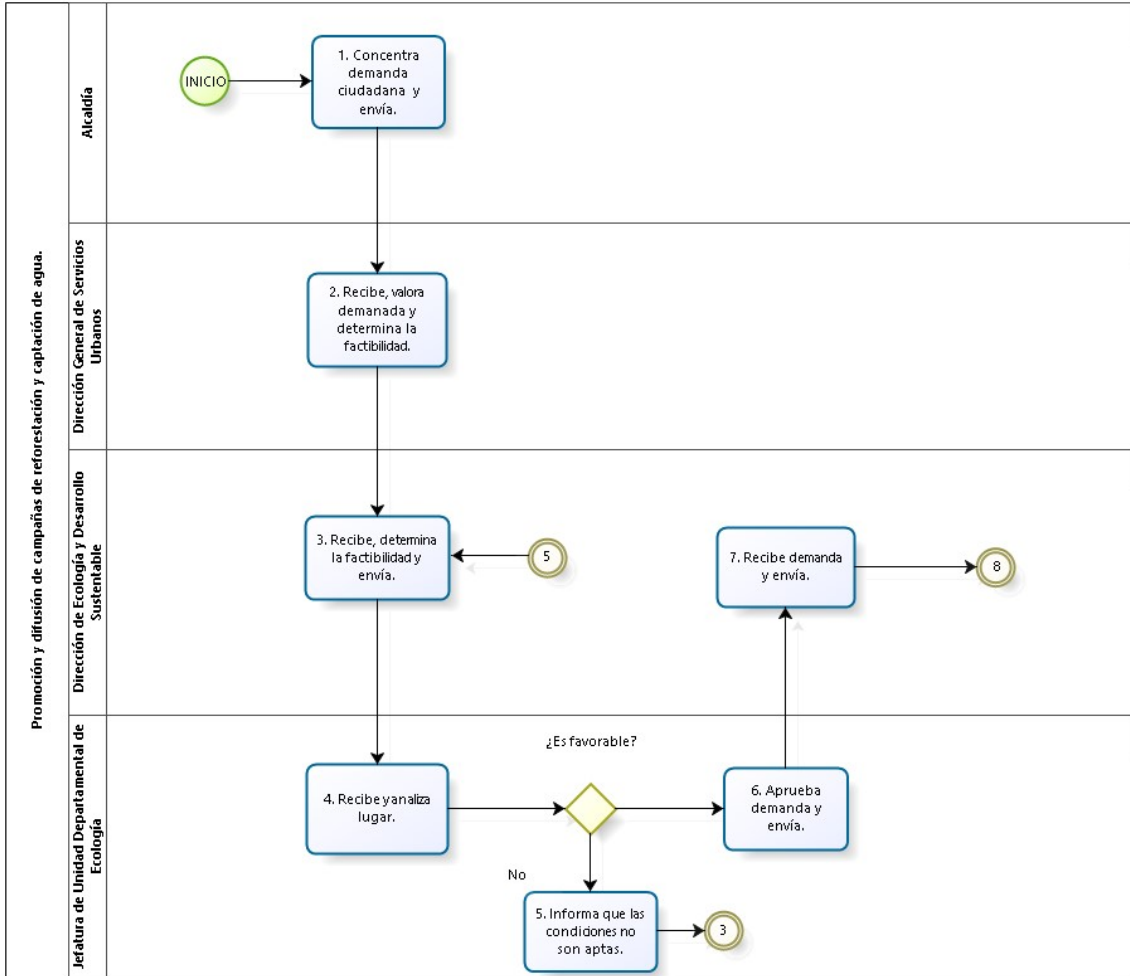 Promoción y difusión de campañas de reforestación y captación de agua.
Alcaldía
INICIO
1. Concentra
demanda
ciudadana y
envía.
Dirección General de Servicios
Urbanos
2. Recibe, valora
demanada y
determina la
factibilidad.
Dirección de Ecología y Desarrollo
Sustentable
3. Recibe, determina
la factibilidad y
envía.
5
7. Recibe demanda
y envía.
8
Jefatura de Unidad Departamental de
Ecología
4. Recibe y analiza
lugar.
¿Es favorable?
6. Aprueba
demanda y
envía.
No
5. Informa que las
condiciones no
son aptas.
3